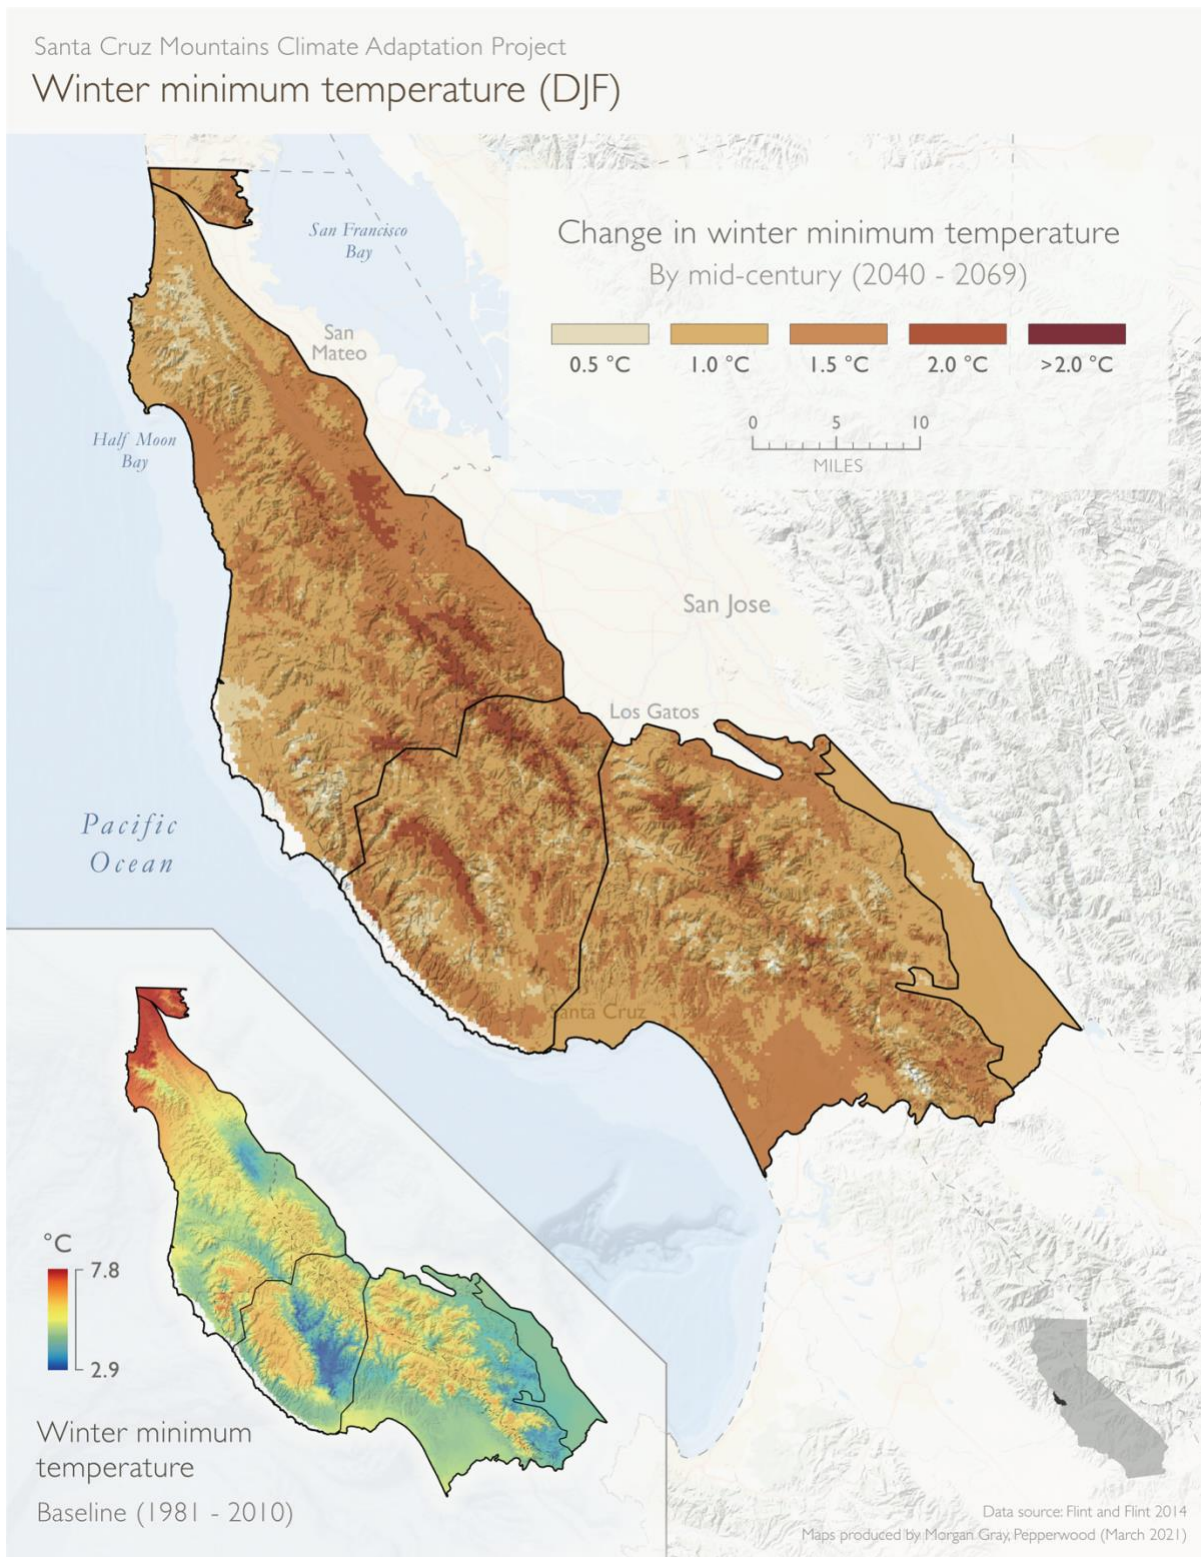 Santa Cruz Mountains Climate Adaptation Project
Winter minimum temperature (DJF)
Change in winter minimum temperature
By mid-century (2040 - 2069)
0.5 °C
1.0 °C
1.5 °C
2.0 °C
>2.0 °C
0
5
10
MILES
San Francisco
Bay
San
Mateo
Half Moon
Bay
San Jose
Los Gatos
Pacific
Ocean
Santa Cruz
°C
7.8
2.9
Winter minimum
temperature
Baseline (1981 - 2010)
Data source: Flint and Flint 2014
Maps produced by Morgan Gray, Pepperwood (March 2021)